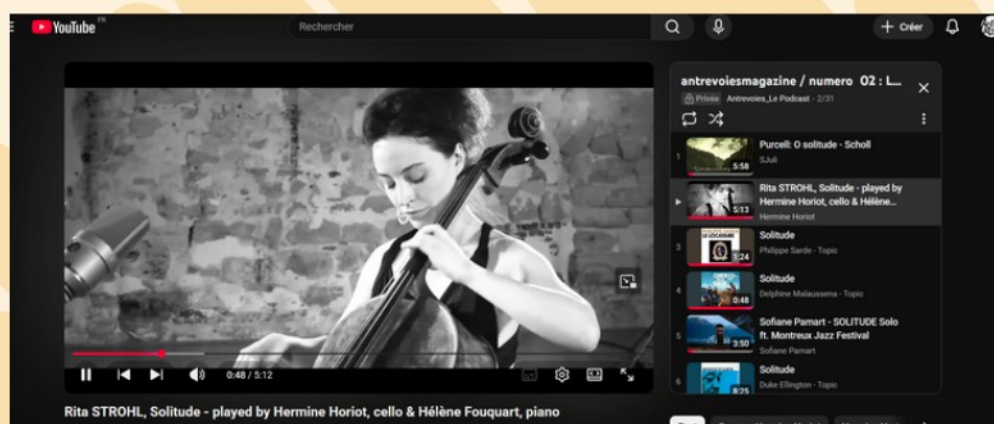 YouTube FR
Rechercher
Créer
antrevoiesmagazine / numero 02 : L...
Privée Antrevoies_Le Podcast - 2/31
1
5:58
Purcell: O solitude - Scholl
SJuli
5:13
Rita STROHL, Solitude - played by
Hermine Horiot, cello & Hélène...
Hermine Horiot
3
LE LOCATAIRE
1:24
Solitude
Philippe Sarde - Topic
4
0:48
Solitude
Delphine Malaussena - Topic
5
3:50
Sofiane Pamart - SOLITUDE Solo
ft. Montreux Jazz Festival
Sofiane Pamart
6
8:25
Solitude
Duke Ellington - Topic
0:48 / 5:12
Rita STROHL, Solitude - played by Hermine Horiot, cello & Hélène Fouquart, piano